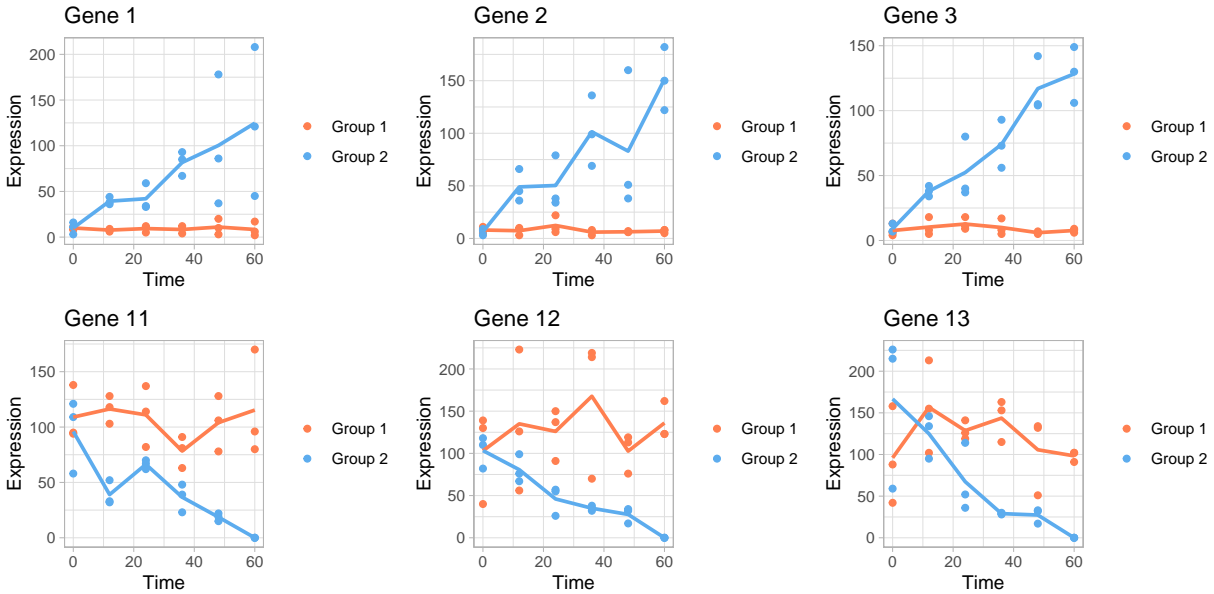 Gene 1
Expression
200
150
100
50
0
0 20 40 60
Time
Group 1
Group 2
Gene 2
Expression
150
100
50
0
0 20 40 60
Time
Group 1
Group 2
Gene 3
Expression
150
100
50
0
0 20 40 60
Time
Group 1
Group 2
Gene 11
Expression
150
100
50
0
0 20 40 60
Time
Group 1
Group 2
Gene 12
Expression
200
150
100
50
0
0 20 40 60
Time
Group 1
Group 2
Gene 13
Expression
200
150
100
50
0
0 20 40 60
Time
Group 1
Group 2